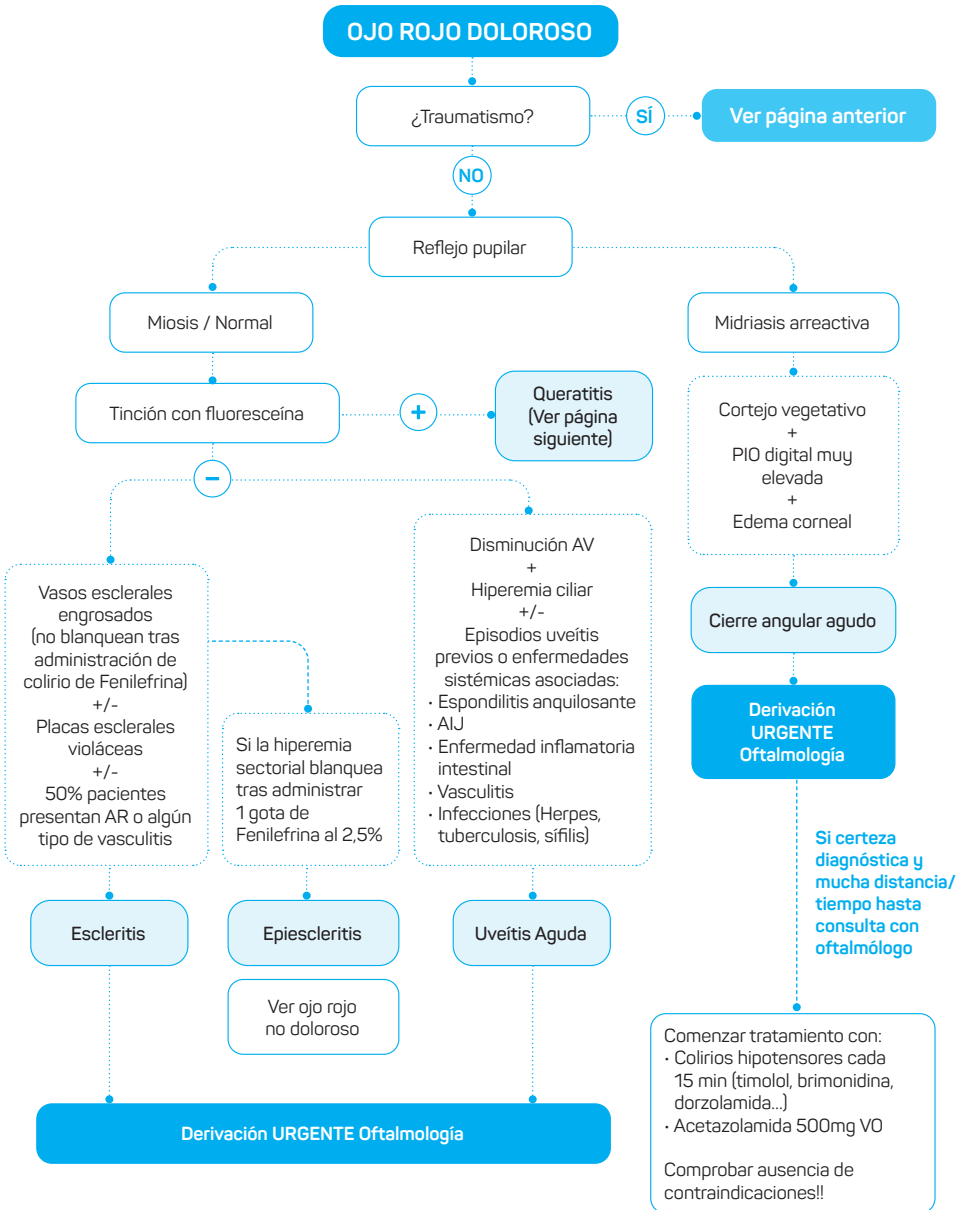 OJO ROJO DOLOROSO
¿Traumatismo?
SÍ
Ver página anterior
NO
Reflejo pupilar
Miosis / Normal
Midriasis arreactiva
Tinción con fluoresceína
+
Queratitis
(Ver página
siguiente)
Cortejo vegetativo
+
PIO digital muy
elevada
+
Edema corneal
−
Vasos esclerales
engrosados
(no blanquean tras
administración de
colirio de Fenilefrina)
+/-
Placas esclerales
violáceas
+/-
50% pacientes
presentan AR o algún
tipo de vasculitis
Si la hiperemia
sectorial blanquea
tras administrar
1 gota de
Fenilefrina al 2,5%
Disminución AV
+
Hiperemia ciliar
+/-
Episodios uveítis
previos o enfermedades
sistémicas asociadas:
· Espondilitis anquilosante
· AIJ
· Enfermedad inflamatoria
intestinal
· Vasculitis
· Infecciones (Herpes,
tuberculosis, sífilis)
Cierre angular agudo
Derivación
URGENTE
Oftalmología
Si certeza
diagnóstica y
mucha distancia/
tiempo hasta
consulta con
oftalmólogo
Escleritis
Epiescleritis
Uveítis Aguda
Ver ojo rojo
no doloroso
Derivación URGENTE Oftalmología
Comenzar tratamiento con:
· Colirios hipotensores cada
15 min (timolol, brimonidina,
dorzolamida...)
· Acetazolamida 500mg VO
Comprobar ausencia de
contraindicaciones!!